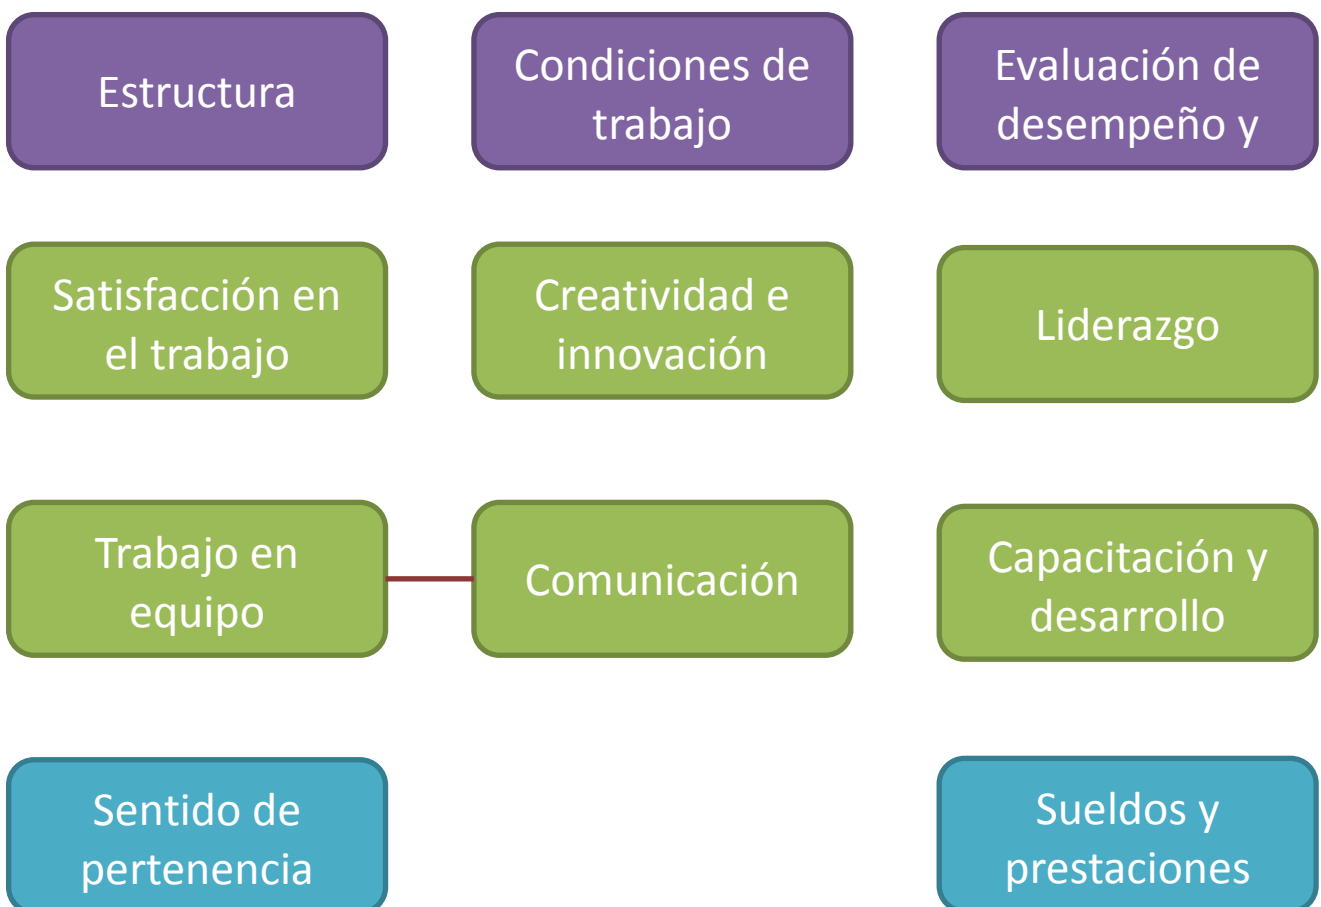 Estructura
Condiciones de
trabajo
Evaluación de
desempeño y
Satisfacción en
el trabajo
Creatividad e
innovación
Liderazgo
Trabajo en
equipo
Comunicación
Capacitación y
desarrollo
Sentido de
pertenencia
Sueldos y
prestaciones